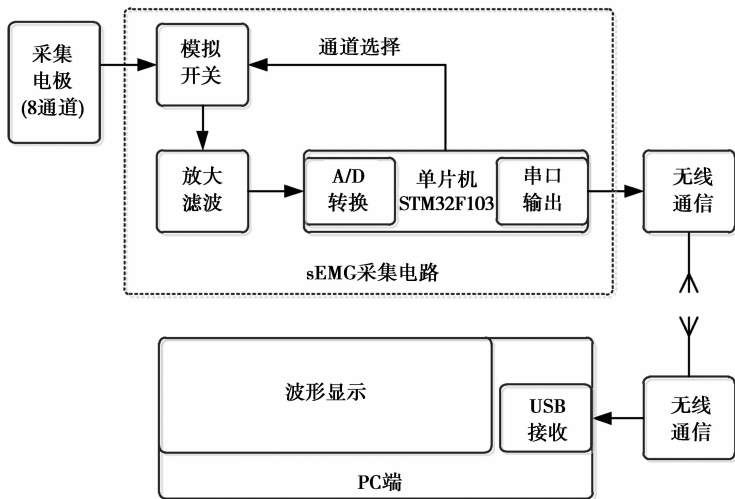 采集
电极
(8通道)
模拟
开关
通道选择
放大
滤波
A/D
转换
单片机
STM32F103
串口
输出
无线
通信
sEMG采集电路
波形显示
USB
接收
无线
通信
PC端